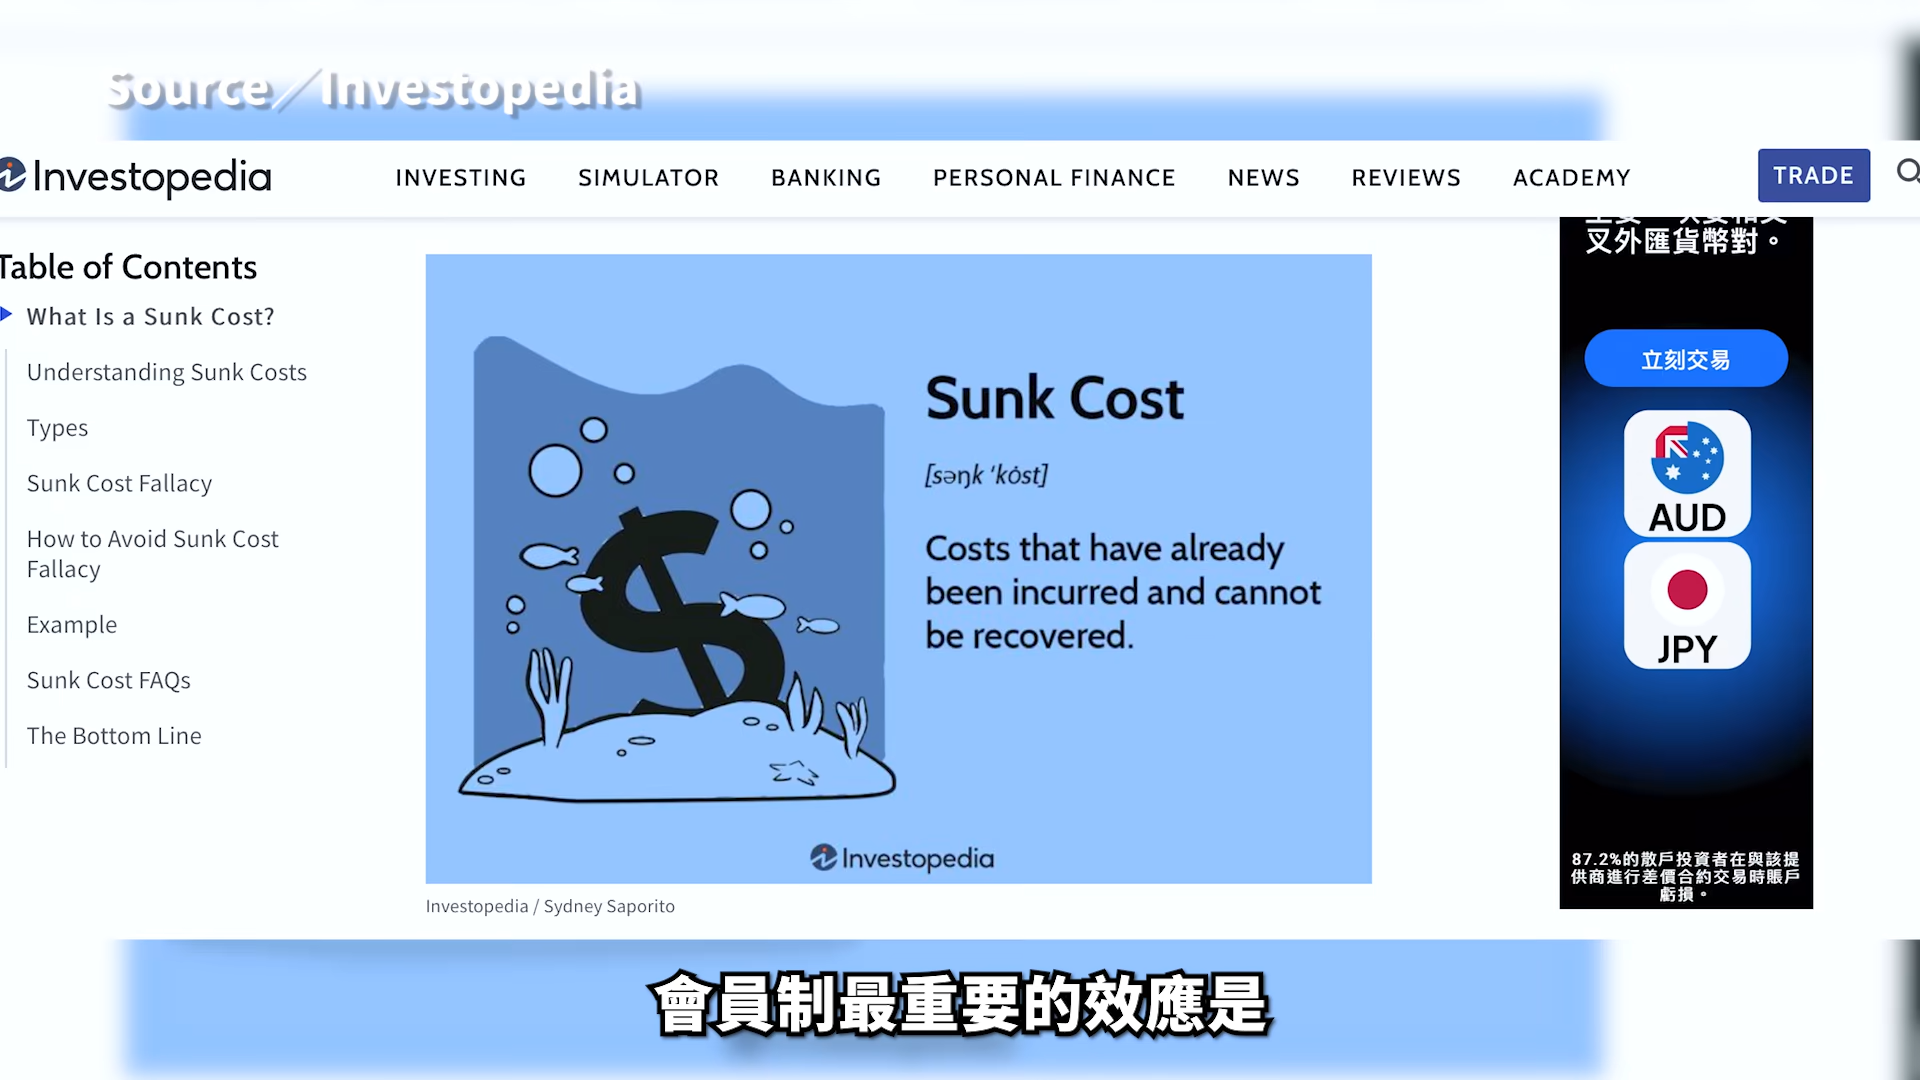 Source／Investopedia
Investopedia
INVESTING
SIMULATOR
BANKING
PERSONAL FINANCE
NEWS
REVIEWS
ACADEMY
TRADE
Table of Contents
What Is a Sunk Cost?
Understanding Sunk Costs
Types
Sunk Cost Fallacy
How to Avoid Sunk Cost
Fallacy
Example
Sunk Cost FAQs
The Bottom Line
Sunk Cost
[səŋk ‘kȯst]
Costs that have already
been incurred and cannot
be recovered.
Investopedia
Investopedia / Sydney Saporito
叉外匯貨幣對。
立刻交易
AUD
JPY
87.2%的散戶投資者在與該提
供商進行差價合約交易時賬戶
虧損。
會員制最重要的效應是